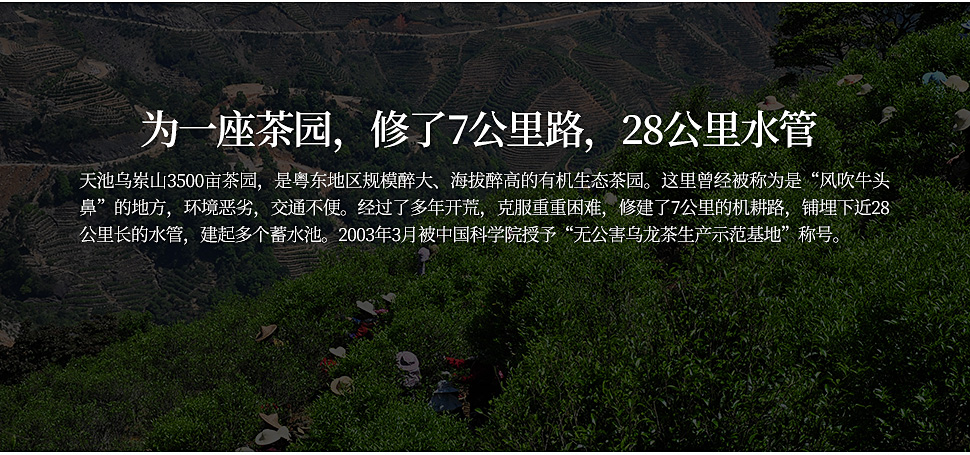 为一座茶园，修了7公里路，28公里水管
天池乌岽山3500亩茶园，是粤东地区规模醉大、海拔醉高的有机生态茶园。这里曾经被称为是“风吹牛头
鼻”的地方，环境恶劣，交通不便。经过了多年开荒，克服重重困难，修建了7公里的机耕路，铺埋下近28
公里长的水管，建起多个蓄水池。2003年3月被中国科学院授予“无公害乌龙茶生产示范基地”称号。